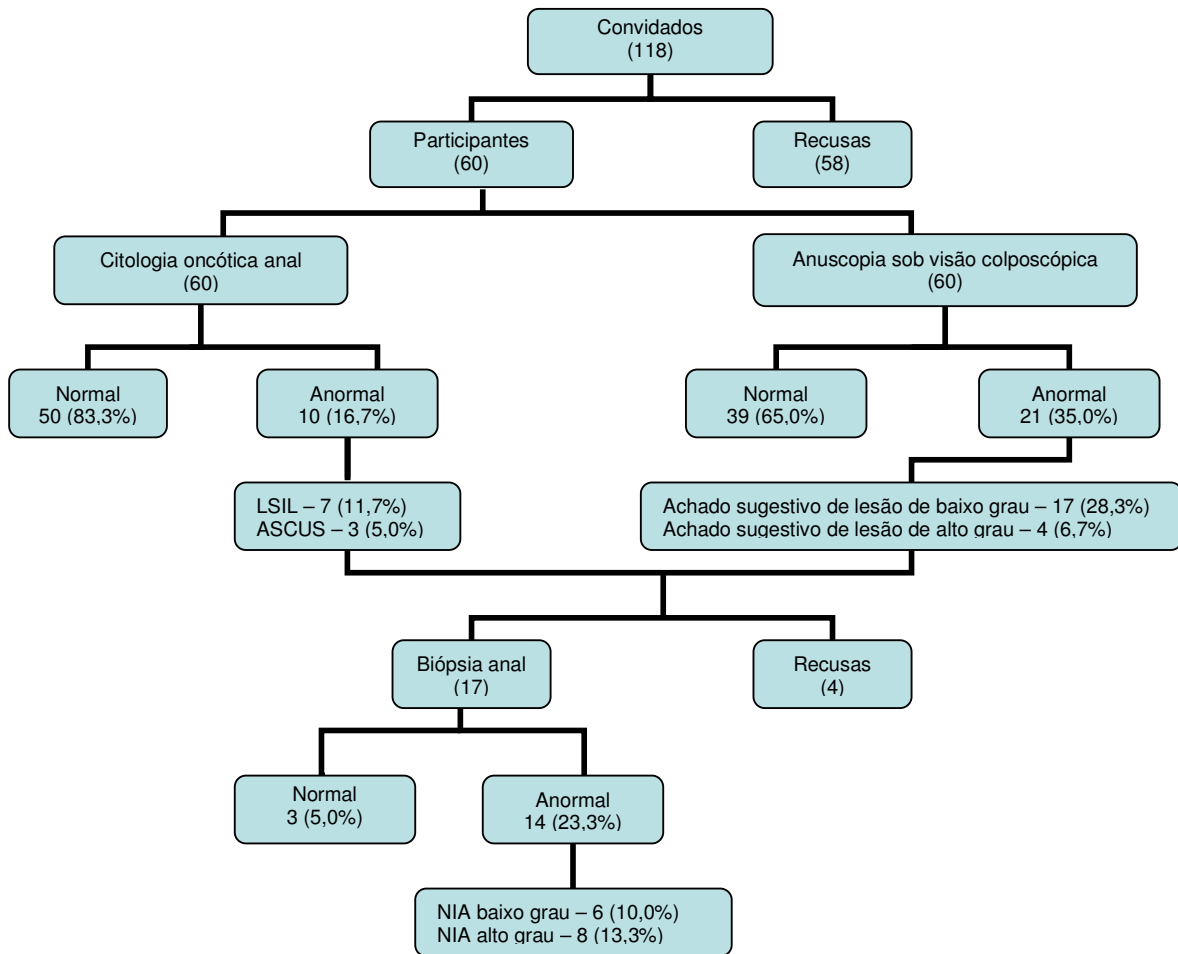 Convidados
(118)
Participantes
(60)
Recusas
(58)
Citologia oncótica anal
(60)
Anuscopia sob visão colposcópica
(60)
Normal
50 (83,3%)
Anormal
10 (16,7%)
Normal
39 (65,0%)
Anormal
21 (35,0%)
LSIL – 7 (11,7%)
ASCUS – 3 (5,0%)
Achado sugestivo de lesão de baixo grau – 17 (28,3%)
Achado sugestivo de lesão de alto grau – 4 (6,7%)
Biópsia anal
(17)
Recusas
(4)
Normal
3 (5,0%)
Anormal
14 (23,3%)
NIA baixo grau – 6 (10,0%)
NIA alto grau – 8 (13,3%)